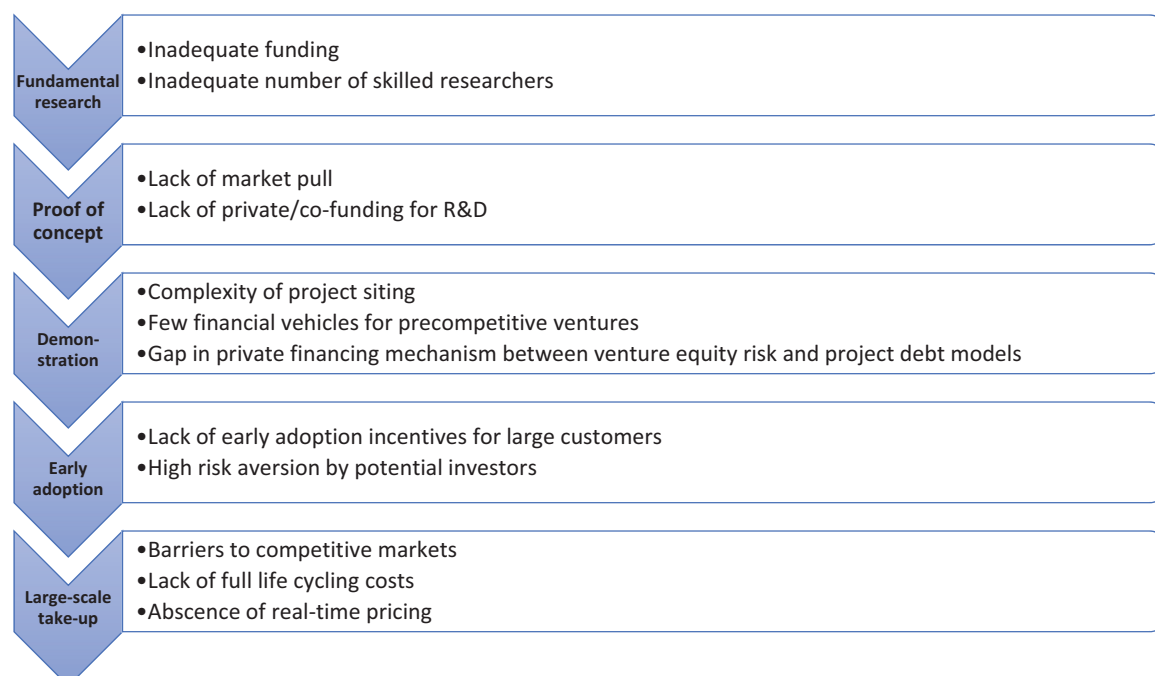 Fundamental
research
•Inadequate funding
•Inadequate number of skilled researchers
Proof of
concept
•Lack of market pull
•Lack of private/co-funding for R&D
Demon-
stration
•Complexity of project siting
•Few financial vehicles for precompetitive ventures
•Gap in private financing mechanism between venture equity risk and project debt models
Early
adoption
•Lack of early adoption incentives for large customers
•High risk aversion by potential investors
Large-scale
take-up
•Barriers to competitive markets
•Lack of full life cycling costs
•Abscence of real-time pricing